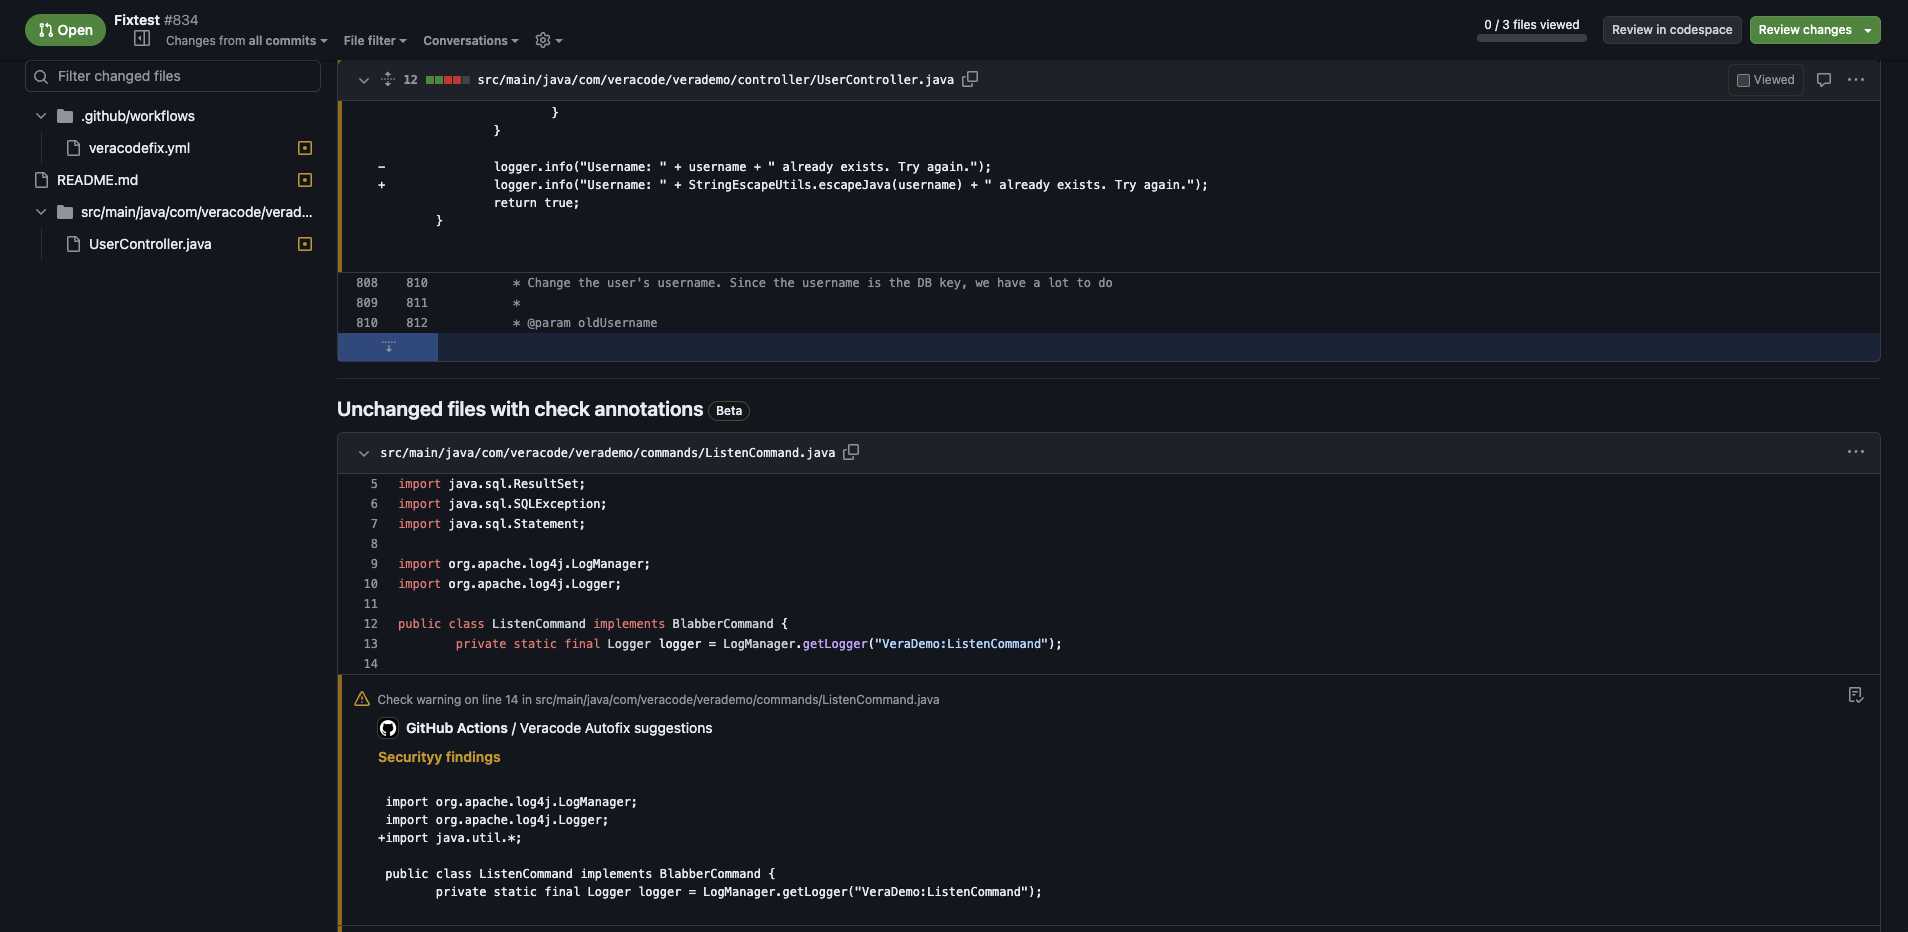 Open
Fixtest #834
Changes from all commits
File filter
Conversations
0 / 3 files viewed
Review in codespace
Review changes
Filter changed files
.github/workflows
veracodefix.yml
README.md
src/main/java/com/veracode/verad...
UserController.java
12 src/main/java/com/veracode/verademo/controller/UserController.java
Viewed
}
}
- logger.info("Username: " + username + " already exists. Try again.");
+ logger.info("Username: " + StringEscapeUtils.escapeJava(username) + " already exists. Try again.");
return true;
}
808 810 * Change the user's username. Since the username is the DB key, we have a lot to do
809 811 *
810 812 * @param oldUsername
Unchanged files with check annotations Beta
src/main/java/com/veracode/verademo/commands/ListenCommand.java
5 import java.sql.ResultSet;
6 import java.sql.SQLException;
7 import java.sql.Statement;
8
9 import org.apache.log4j.LogManager;
10 import org.apache.log4j.Logger;
11
12 public class ListenCommand implements BlabberCommand {
13 private static final Logger logger = LogManager.getLogger("VeraDemo:ListenCommand");
14
Check warning on line 14 in src/main/java/com/veracode/verademo/commands/ListenCommand.java
GitHub Actions / Veracode Autofix suggestions
Securityy findings
import org.apache.log4j.LogManager;
import org.apache.log4j.Logger;
+import java.util.*;
public class ListenCommand implements BlabberCommand {
private static final Logger logger = LogManager.getLogger("VeraDemo:ListenCommand");